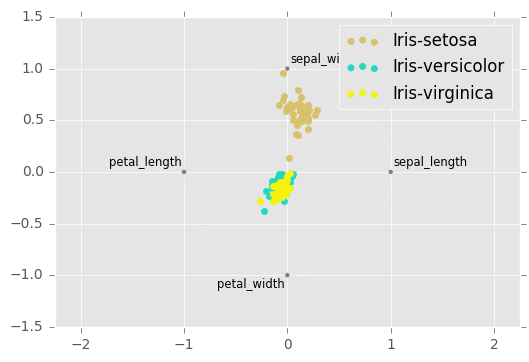 1.5
sepal_wi
Iris-setosa
Iris-versicolor
Iris-virginica
1.0
0.5
petal_length
sepal_length
0.0
−0.5
−1.0
petal_width
−1.5
−2
−1
0
1
2